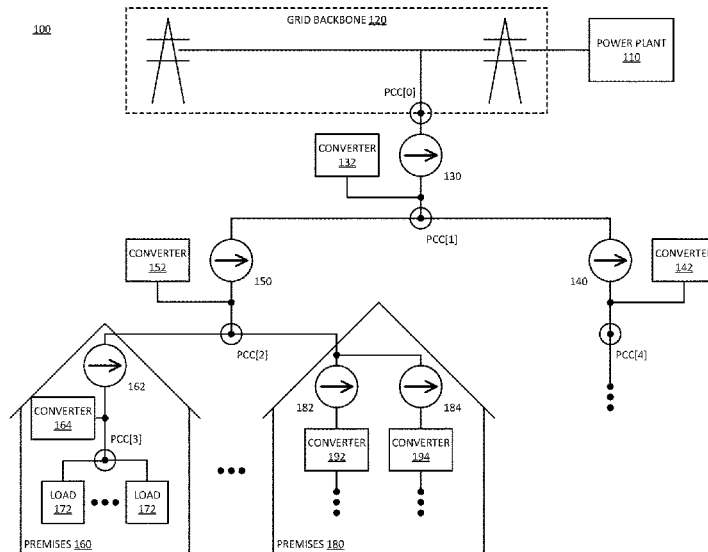 100
GRID BACKBONE 120
POWER PLANT
110
PCC[0]
CONVERTER
132
130
PCC[1]
CONVERTER
152
150
140
CONVERTER
142
PCC[2]
PCC[4]
162
CONVERTER
164
PCC[3]
182
184
CONVERTER
192
CONVERTER
194
LOAD
172
LOAD
172
PREMISES 160
PREMISES 180